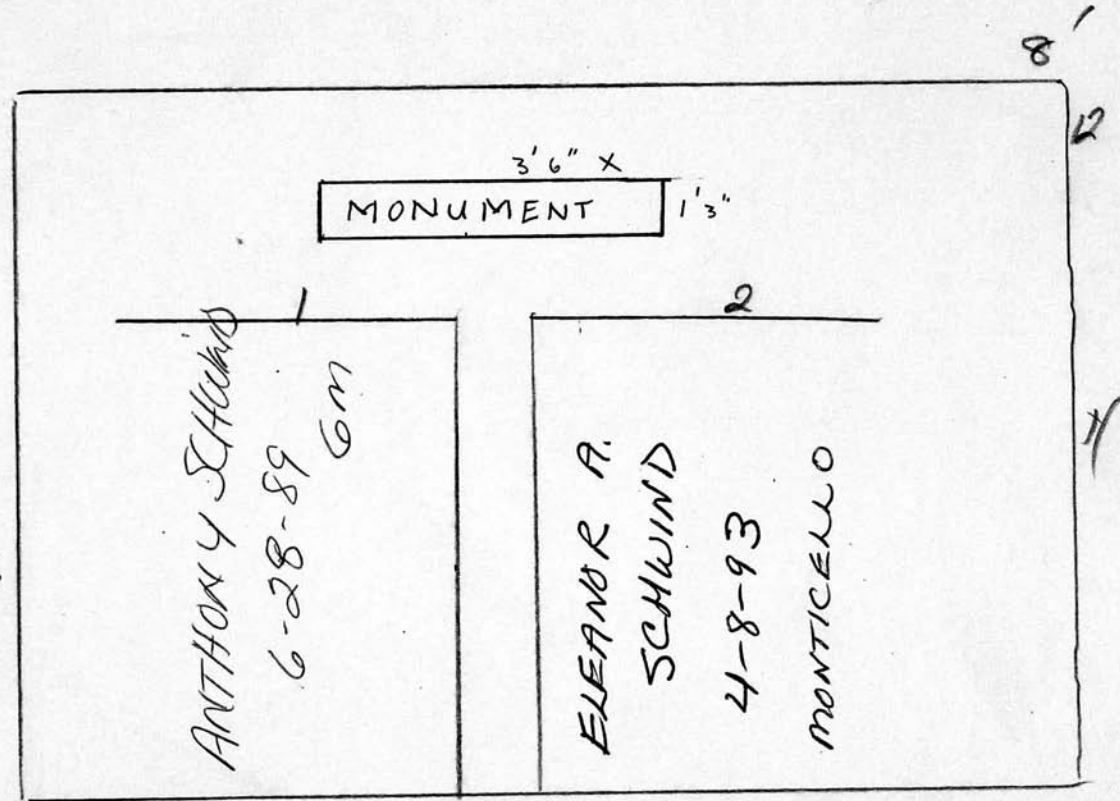 8'
12
3'6" X
MONUMENT
1'3"
1
2
ANTHONY SCHWIND
6-28-89
GM
ELEANOR A.
SCHWIND
4-8-93
MONTICELLO